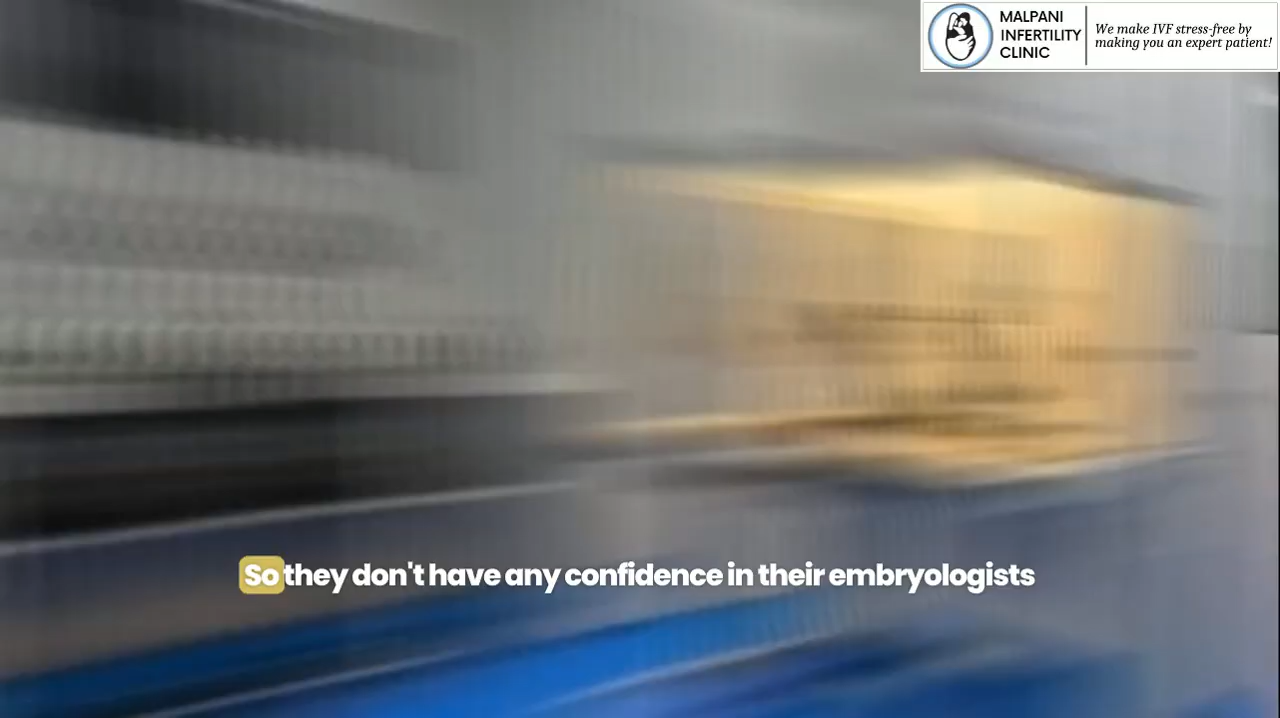 MALPANI
INFERTILITY
CLINIC
We make IVF stress-free by
making you an expert patient!
So they don't have any confidence in their embryologists